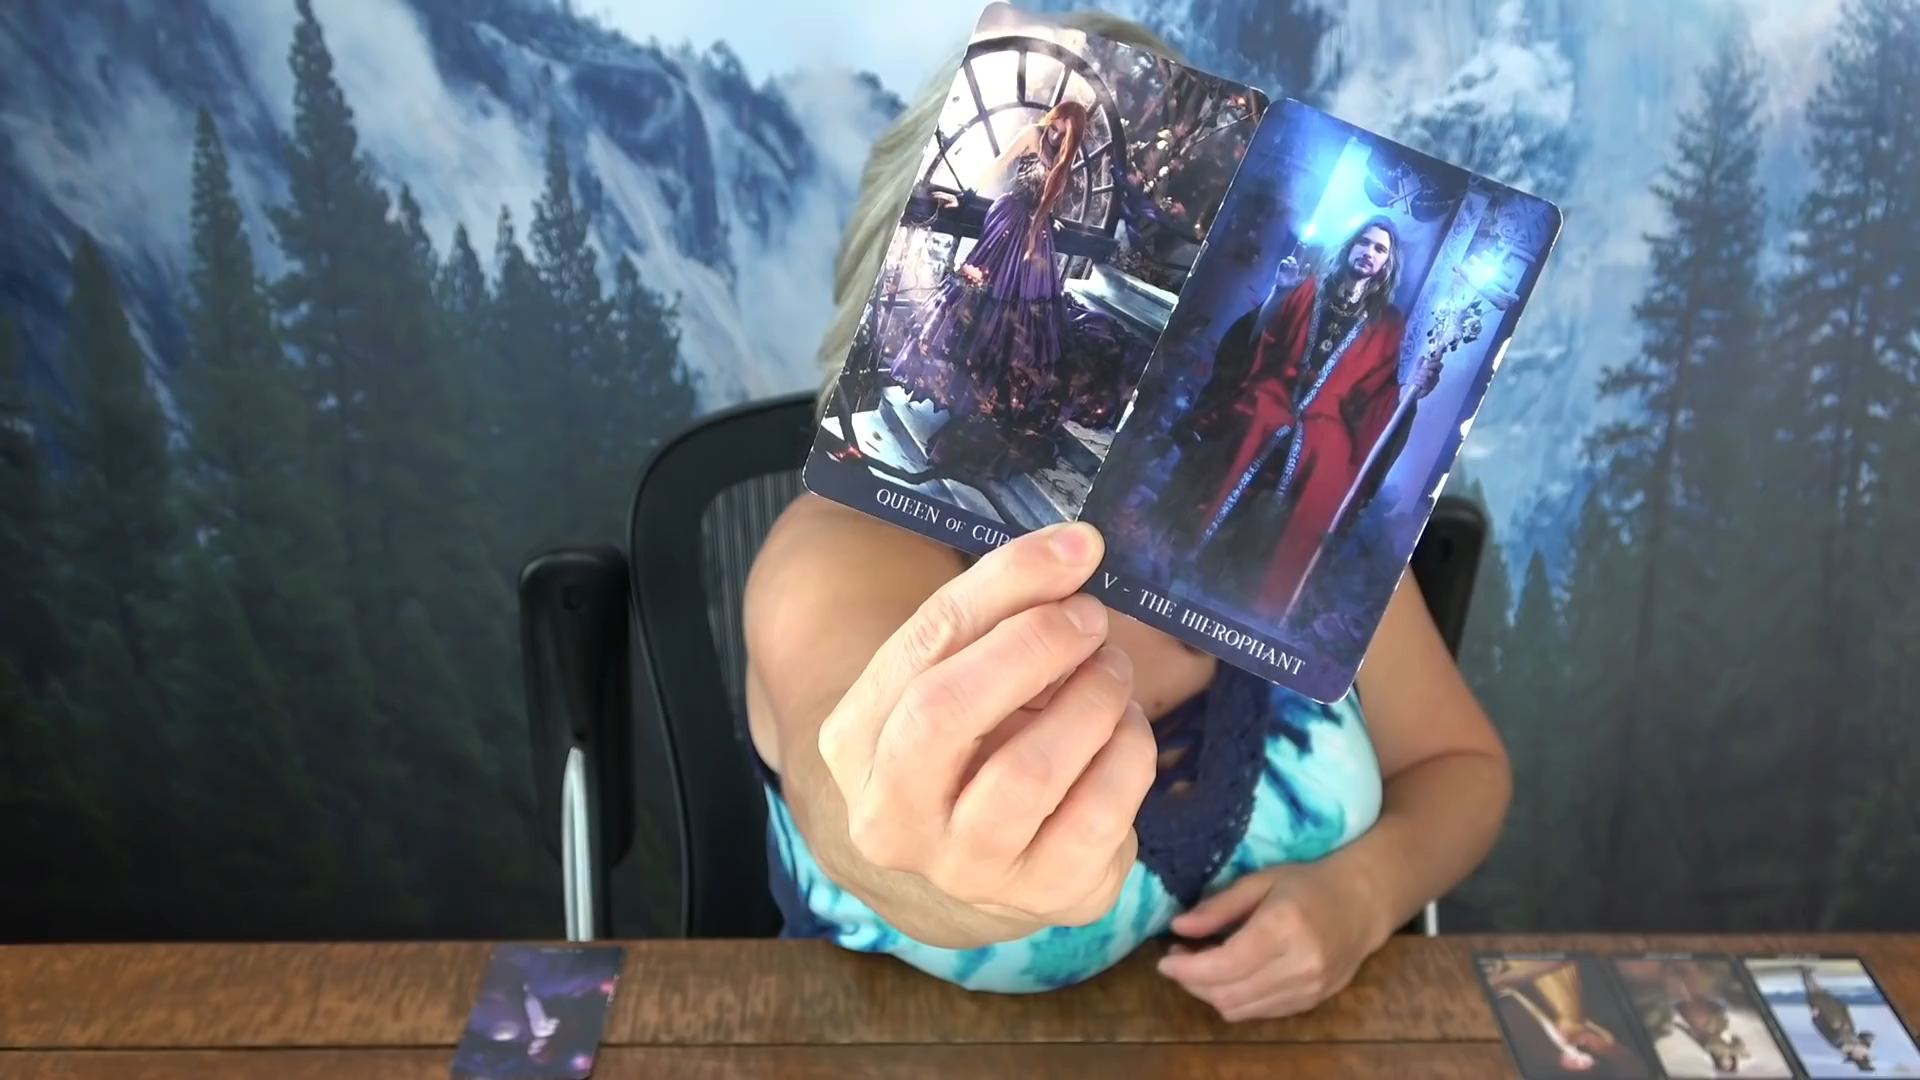 QUEEN OF CUP
V - THE HIEROPHANT